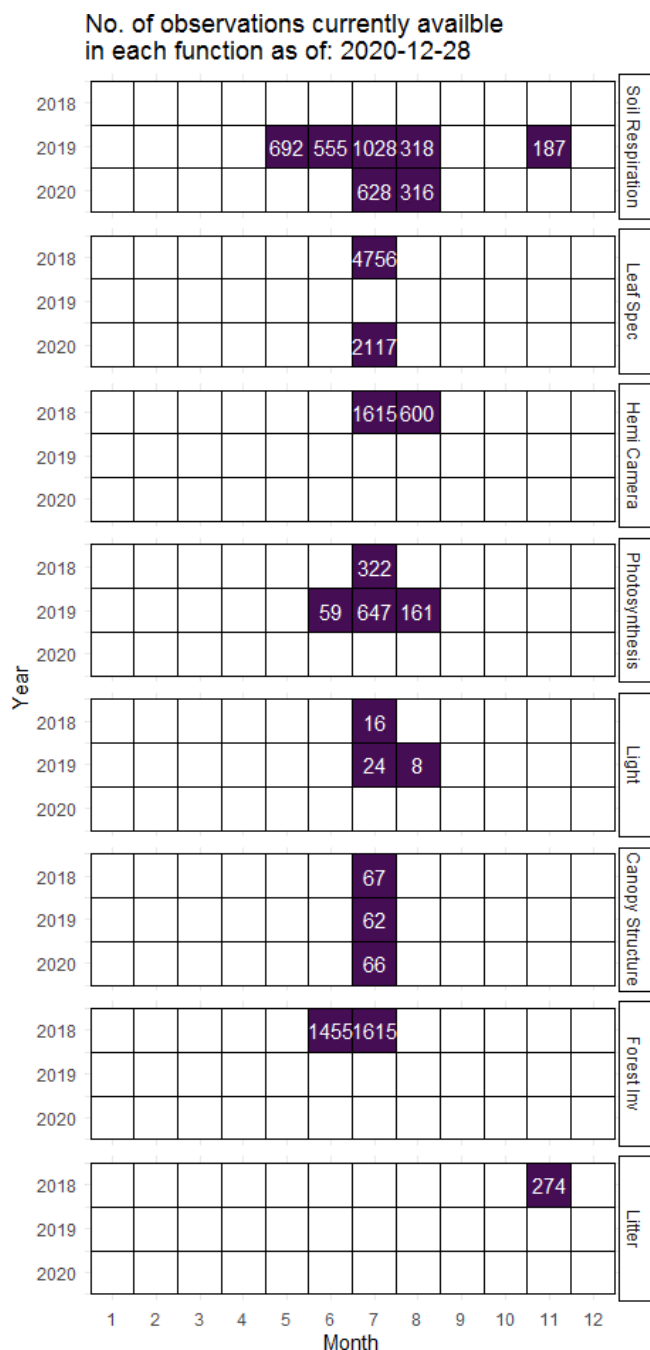 No. of observations currently availble
in each function as of: 2020-12-28
2018
2019 692 555 1028 318 187
2020 628 316
Soil Respiration
2018 4756
2019
2020 2117
Leaf Spec
2018 1615 600
2019
2020
Hemi Camera
2018 322
2019 59 647 161
2020
Photosynthesis
Year
2018 16
2019 24 8
2020
Light
2018 67
2019 62
2020 66
Canopy Structure
2018 1455 1615
2019
2020
Forest Inv
2018 274
2019
2020
Litter
1 2 3 4 5 6 7 8 9 10 11 12
Month